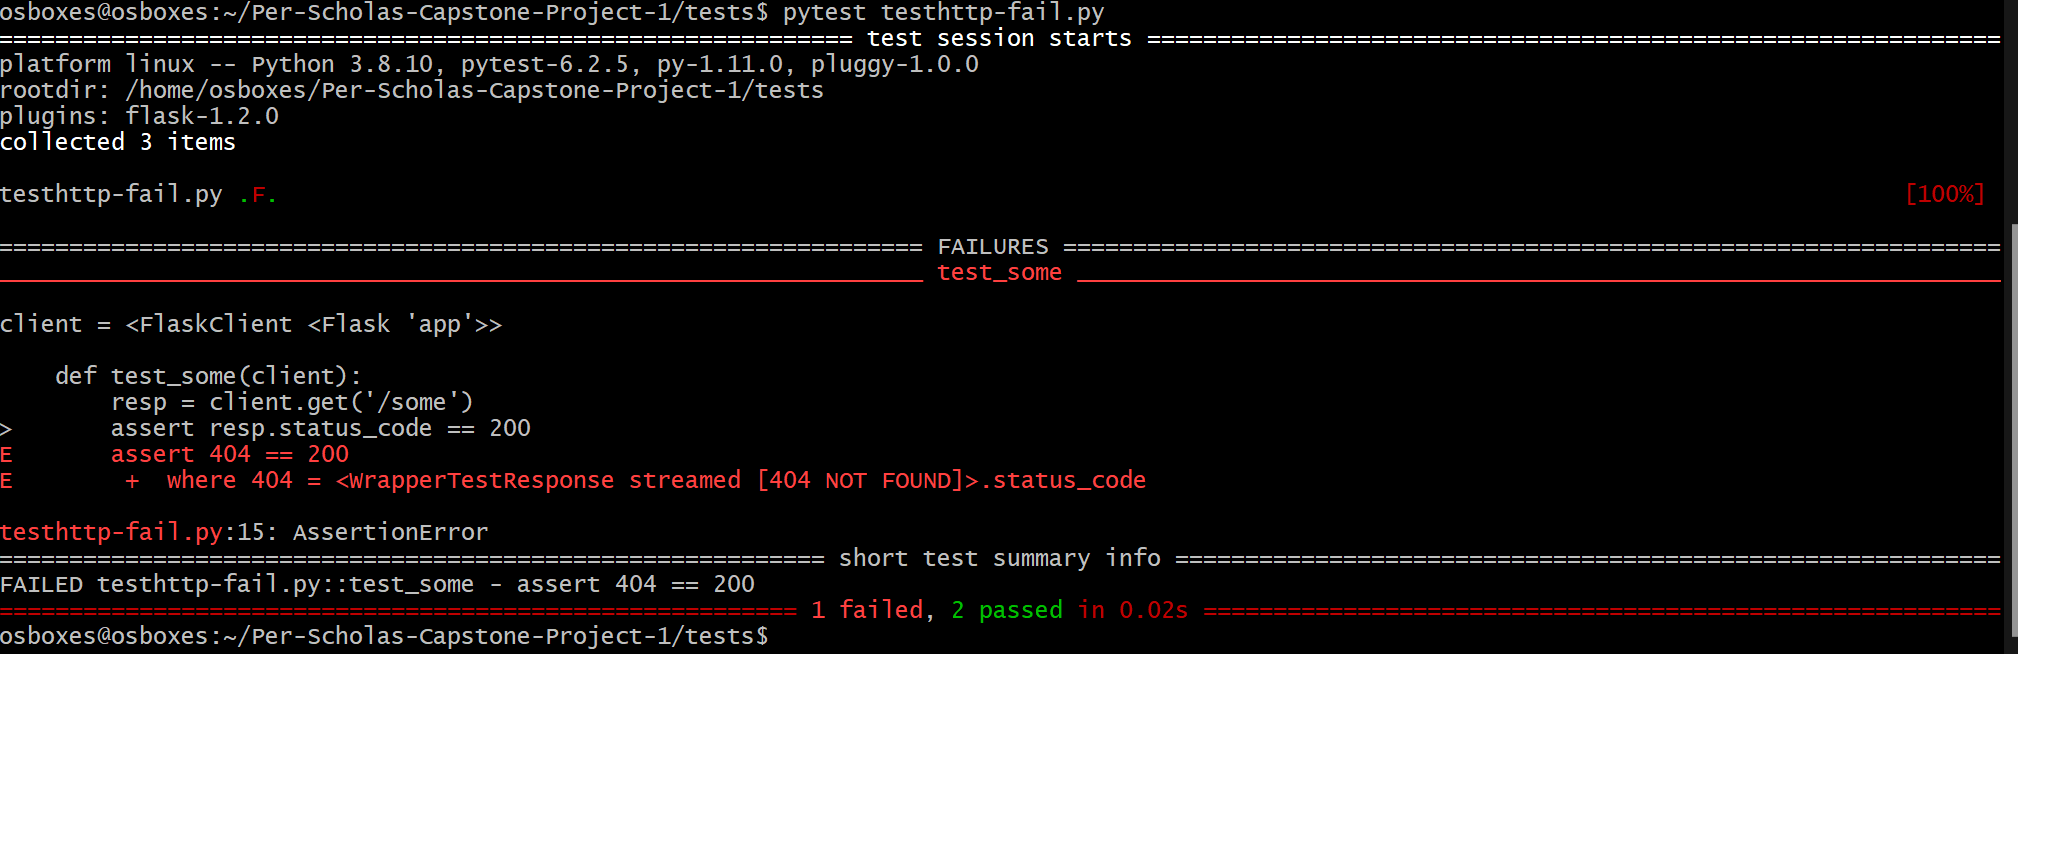 osboxes@osboxes:~/Per-Scholas-Capstone-Project-1/tests$ pytest testhttp-fail.py
============================================================= test session starts =============================================================
platform linux -- Python 3.8.10, pytest-6.2.5, py-1.11.0, pluggy-1.0.0
rootdir: /home/osboxes/Per-Scholas-Capstone-Project-1/tests
plugins: flask-1.2.0
collected 3 items
testhttp-fail.py .F. [100%]
================================================================== FAILURES ===================================================================
__________________________________________________________________ test_some __________________________________________________________________
client = <FlaskClient <Flask 'app'>>
    def test_some(client):
        resp = client.get('/some')
>       assert resp.status_code == 200
E       assert 404 == 200
E        +  where 404 = <WrapperTestResponse streamed [404 NOT FOUND]>.status_code
testhttp-fail.py:15: AssertionError
=========================================================== short test summary info ===========================================================
FAILED testhttp-fail.py::test_some - assert 404 == 200
========================================================= 1 failed, 2 passed in 0.02s =========================================================
osboxes@osboxes:~/Per-Scholas-Capstone-Project-1/tests$